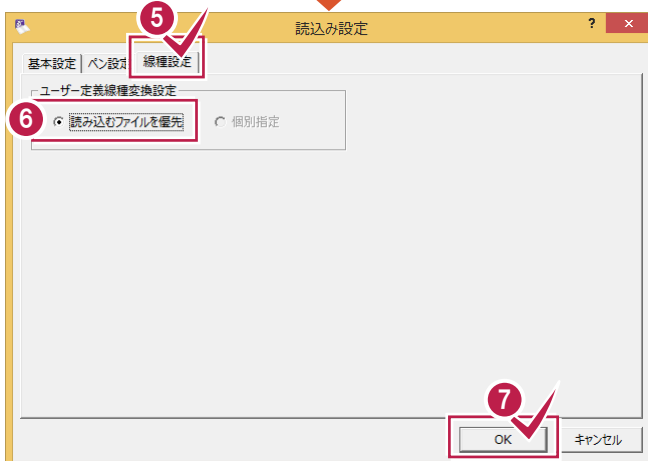 5
読込み設定
?
×
基本設定 ペン設定 線種設定
ユーザー定義線種変換設定
6
読み込むファイルを優先 個別指定
7
OK キャンセル